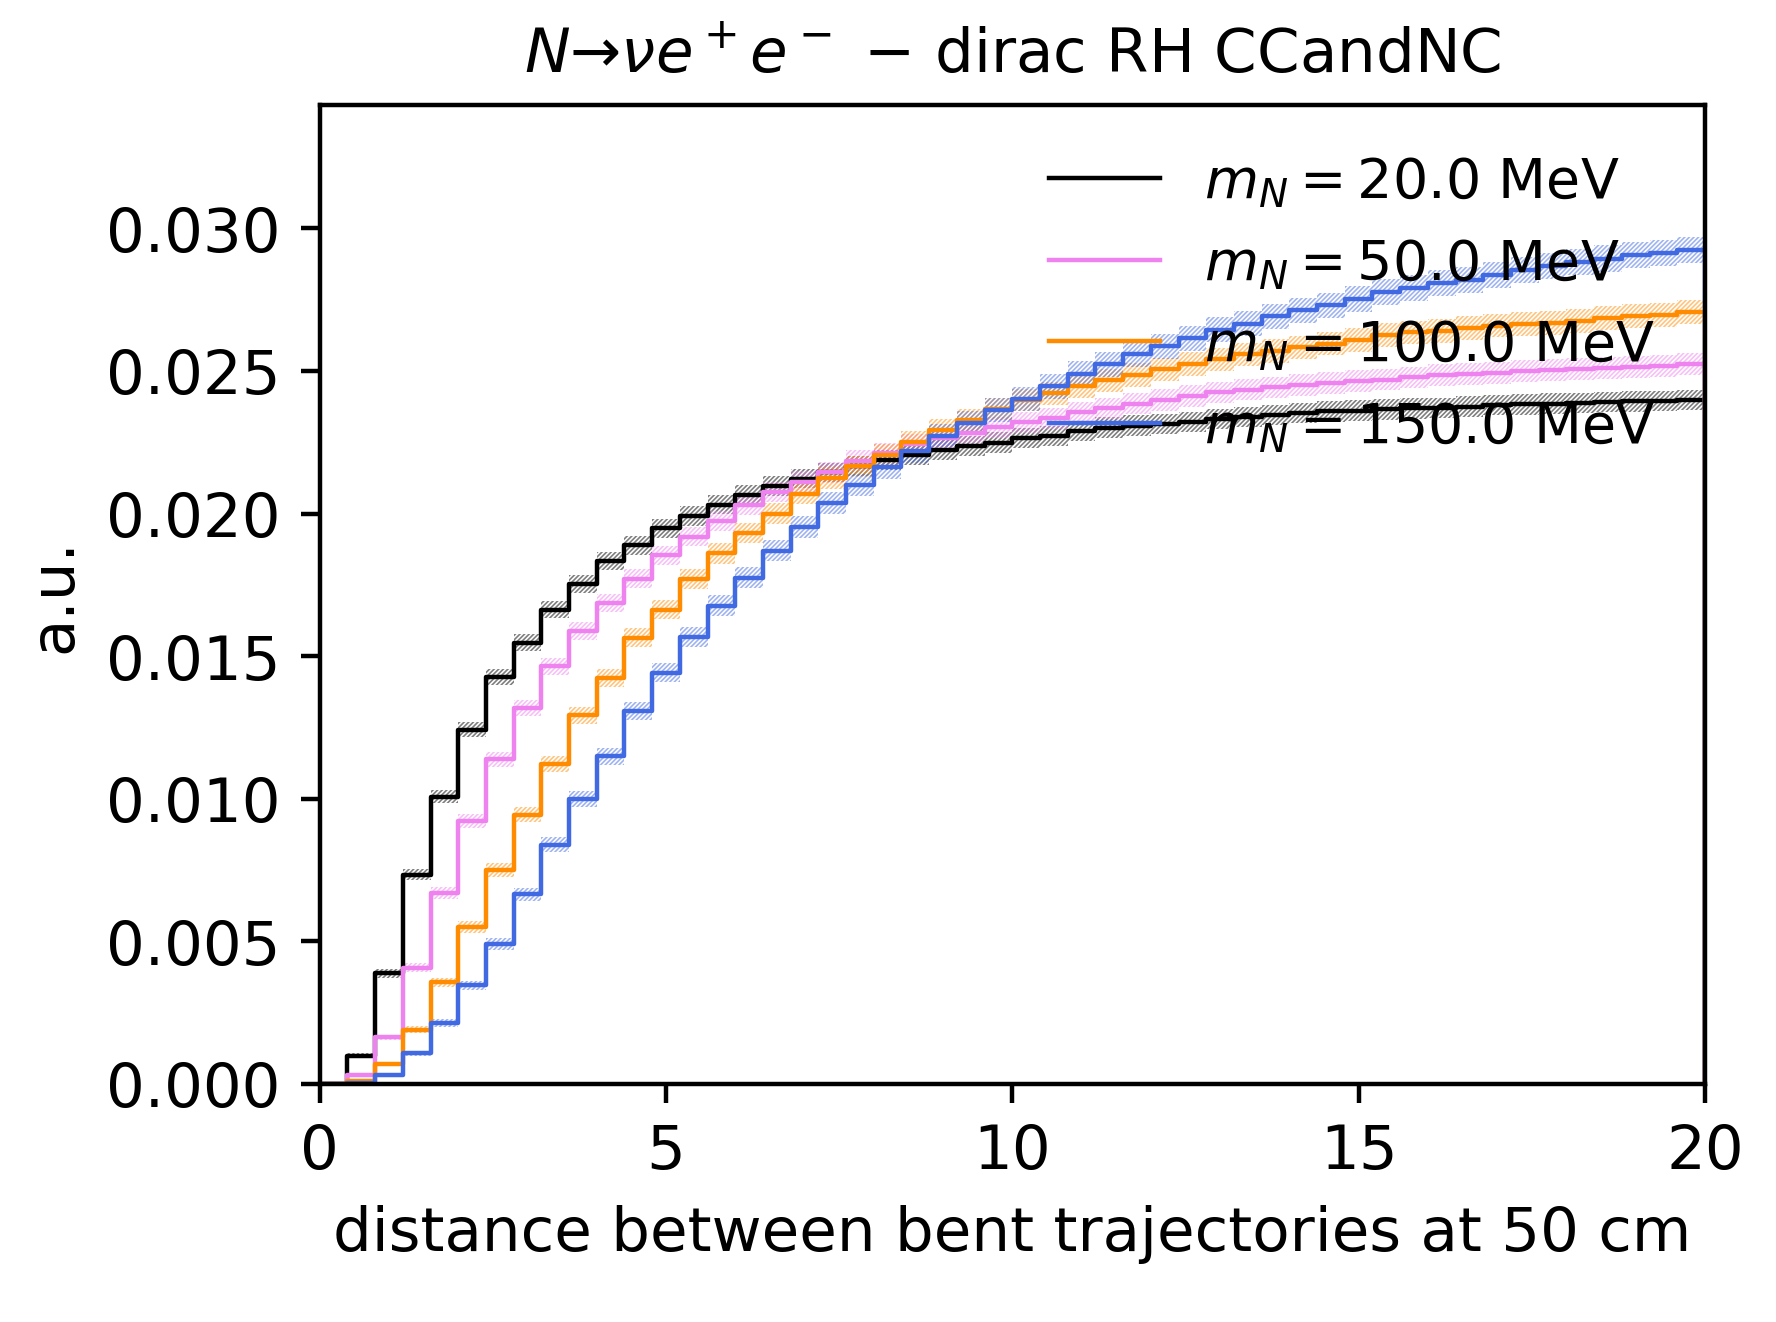 N→νe⁺e⁻ − dirac RH CCandNC
m_N = 20.0 MeV
m_N = 50.0 MeV
m_N = 100.0 MeV
m_N = 150.0 MeV
a.u.
0.030
0.025
0.020
0.015
0.010
0.005
0.000
0 5 10 15 20
distance between bent trajectories at 50 cm